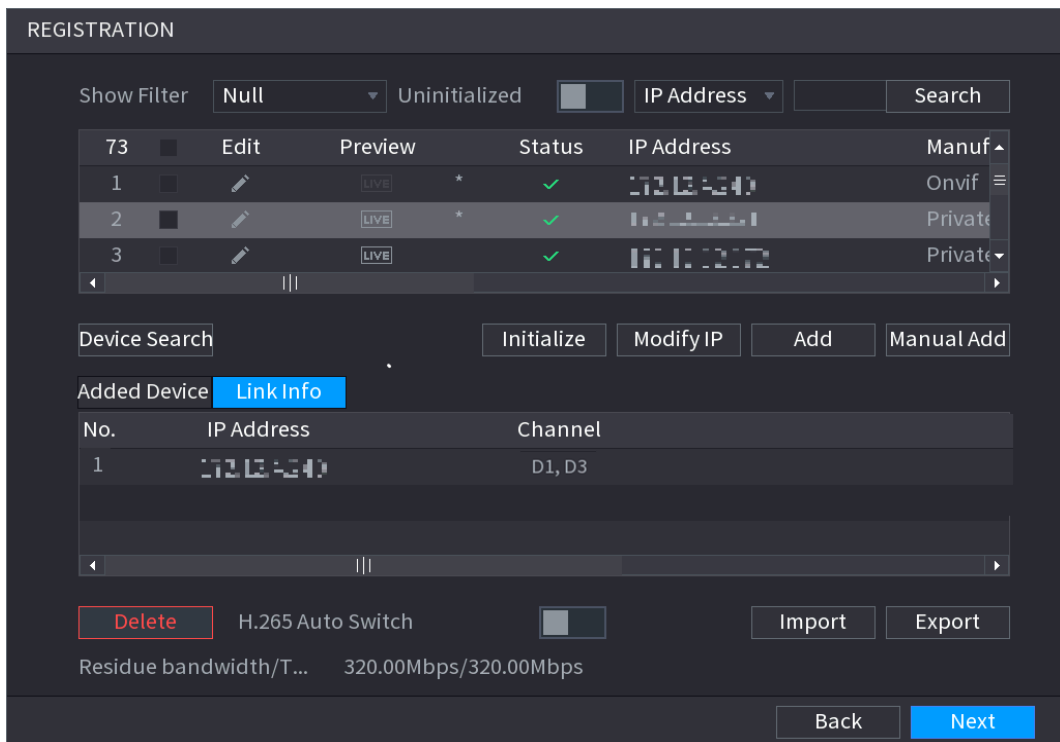 REGISTRATION
Show Filter Null Uninitialized IP Address Search
73 Edit Preview Status IP Address Manuf
1 LIVE * Onvif
2 LIVE * Private
3 LIVE Private
Device Search Initialize Modify IP Add Manual Add
Added Device Link Info
No. IP Address Channel
1 D1, D3
Delete H.265 Auto Switch Import Export
Residue bandwidth/T... 320.00Mbps/320.00Mbps
Back Next